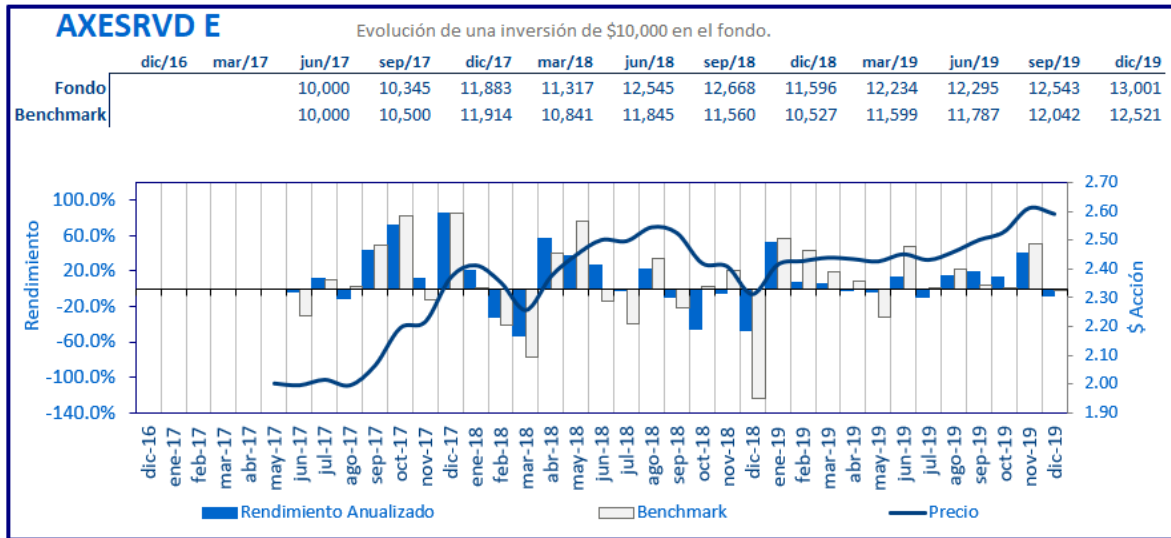 AXESRVD E
Evolución de una inversión de $10,000 en el fondo.
dic/16 mar/17 jun/17 sep/17 dic/17 mar/18 jun/18 sep/18 dic/18 mar/19 jun/19 sep/19 dic/19
Fondo 10,000 10,345 11,883 11,317 12,545 12,668 11,596 12,234 12,295 12,543 13,001
Benchmark 10,000 10,500 11,914 10,841 11,845 11,560 10,527 11,599 11,787 12,042 12,521
Rendimiento
100.0%
60.0%
20.0%
-20.0%
-60.0%
-100.0%
-140.0%
2.70
2.60
2.50
2.40
2.30
2.20
2.10
2.00
1.90
$ Acción
dic-16 ene-17 feb-17 mar-17 abr-17 may-17 jun-17 jul-17 ago-17 sep-17 oct-17 nov-17 dic-17 ene-18 feb-18 mar-18 abr-18 may-18 jun-18 jul-18 ago-18 sep-18 oct-18 nov-18 dic-18 ene-19 feb-19 mar-19 abr-19 may-19 jun-19 jul-19 ago-19 sep-19 oct-19 nov-19 dic-19
Rendimiento Anualizado Benchmark Precio